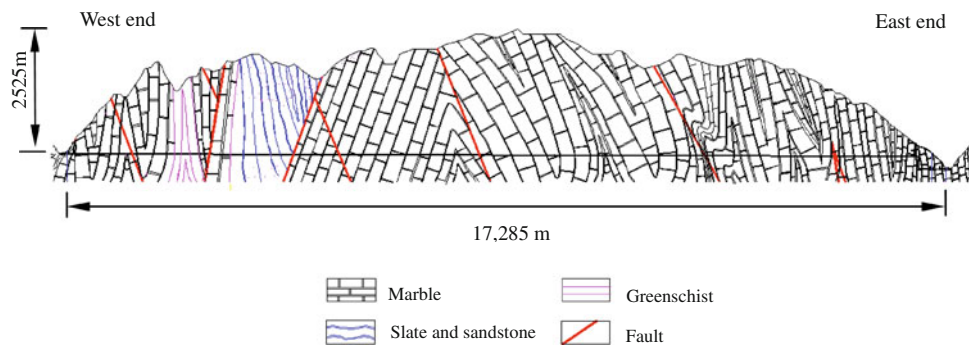 West end
East end
2525m
17,285 m
Marble
Greenschist
Slate and sandstone
Fault